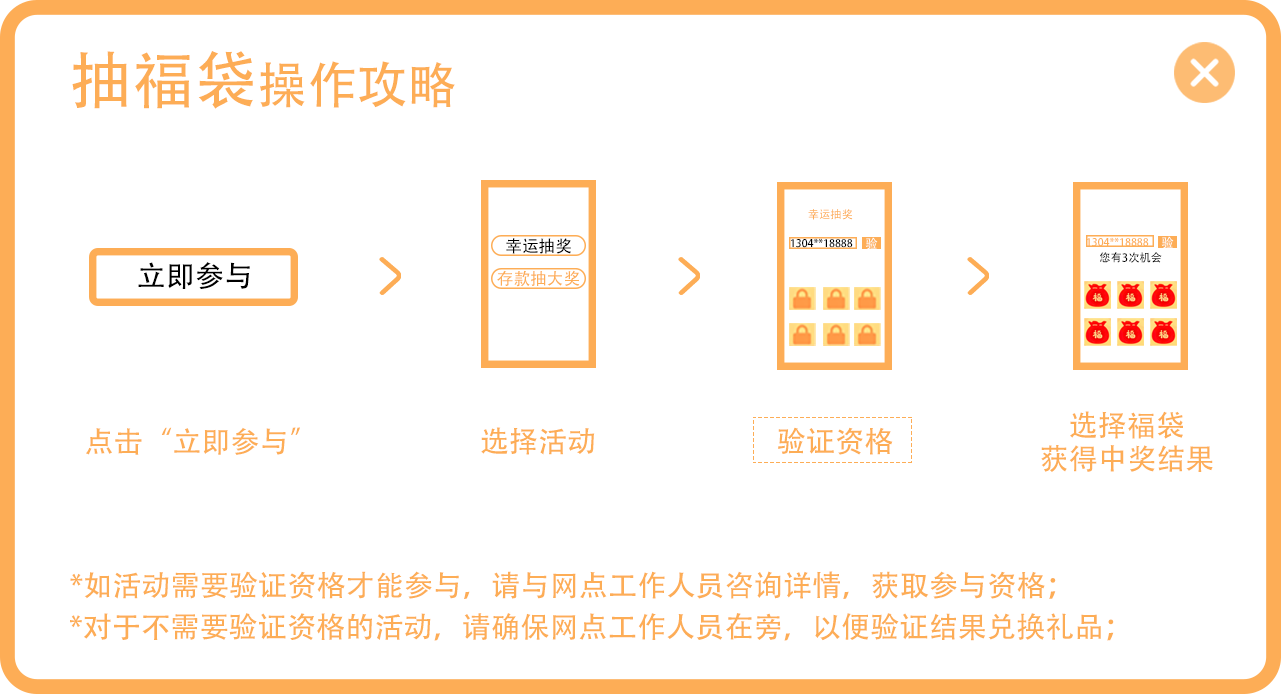 抽福袋操作攻略
立即参与
幸运抽奖
存款抽大奖
幸运抽奖
1304**18888 验
1304**18888 验
您有3次机会
福 福 福
福 福 福
点击“立即参与”
选择活动
验证资格
选择福袋
获得中奖结果
*如活动需要验证资格才能参与，请与网点工作人员咨询详情，获取参与资格；
*对于不需要验证资格的活动，请确保网点工作人员在旁，以便验证结果兑换礼品；